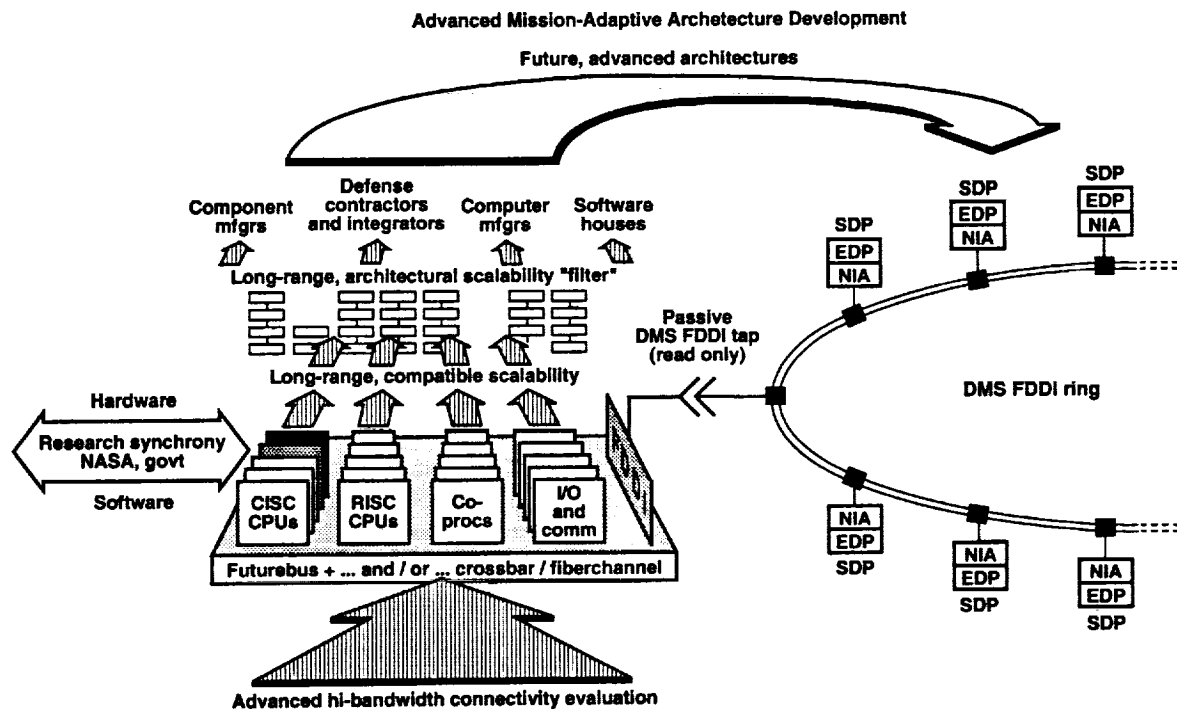 Advanced Mission-Adaptive Archetecture Development
Future, advanced architectures
Component
mfgrs
Defense
contractors
and integrators
Computer
mfgrs
Software
houses
Long-range, architectural scalability "filter"
Long-range, compatible scalability
Hardware
Research synchrony
NASA, govt
Software
CISC
CPUs
RISC
CPUs
Co-
procs
I/O
and
comm
FDDI
Futurebus + ... and / or ... crossbar / fiberchannel
Advanced hi-bandwidth connectivity evaluation
Passive
DMS FDDI tap
(read only)
DMS FDDI ring
SDP
EDP
NIA
SDP
EDP
NIA
SDP
EDP
NIA
NIA
EDP
SDP
NIA
EDP
SDP
NIA
EDP
SDP